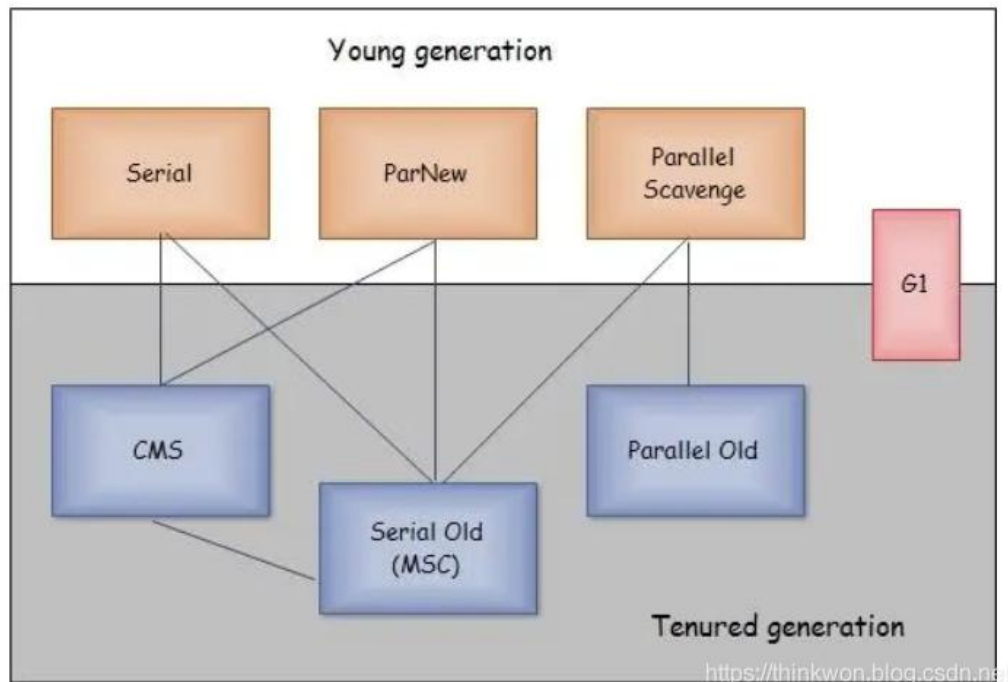 Young generation
Serial
ParNew
Parallel
Scavenge
G1
CMS
Serial Old
(MSC)
Parallel Old
Tenured generation
https://thinkwon.blog.csdn.ne